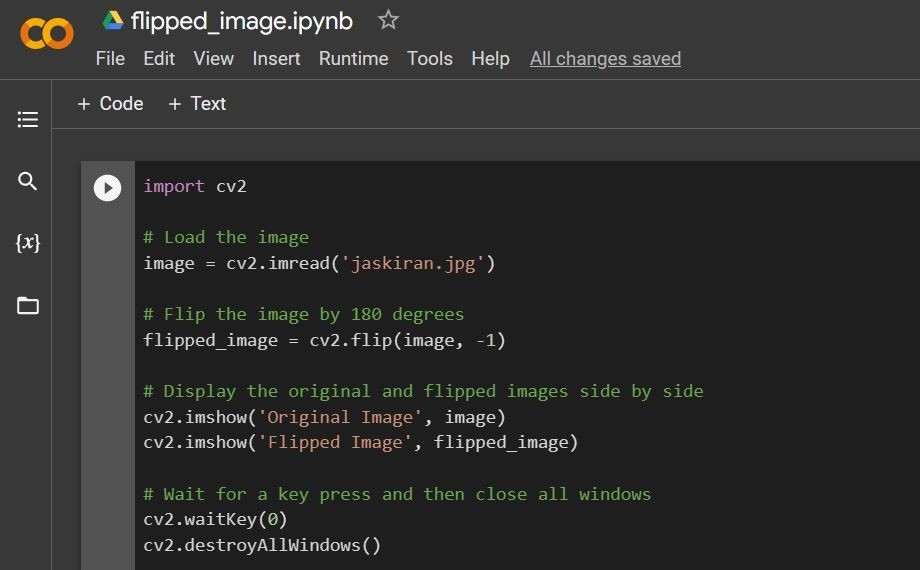 flipped_image.ipynb
File Edit View Insert Runtime Tools Help All changes saved
+ Code + Text
{x}
import cv2
# Load the image
image = cv2.imread('jaskiran.jpg')
# Flip the image by 180 degrees
flipped_image = cv2.flip(image, -1)
# Display the original and flipped images side by side
cv2.imshow('Original Image', image)
cv2.imshow('Flipped Image', flipped_image)
# Wait for a key press and then close all windows
cv2.waitKey(0)
cv2.destroyAllWindows()